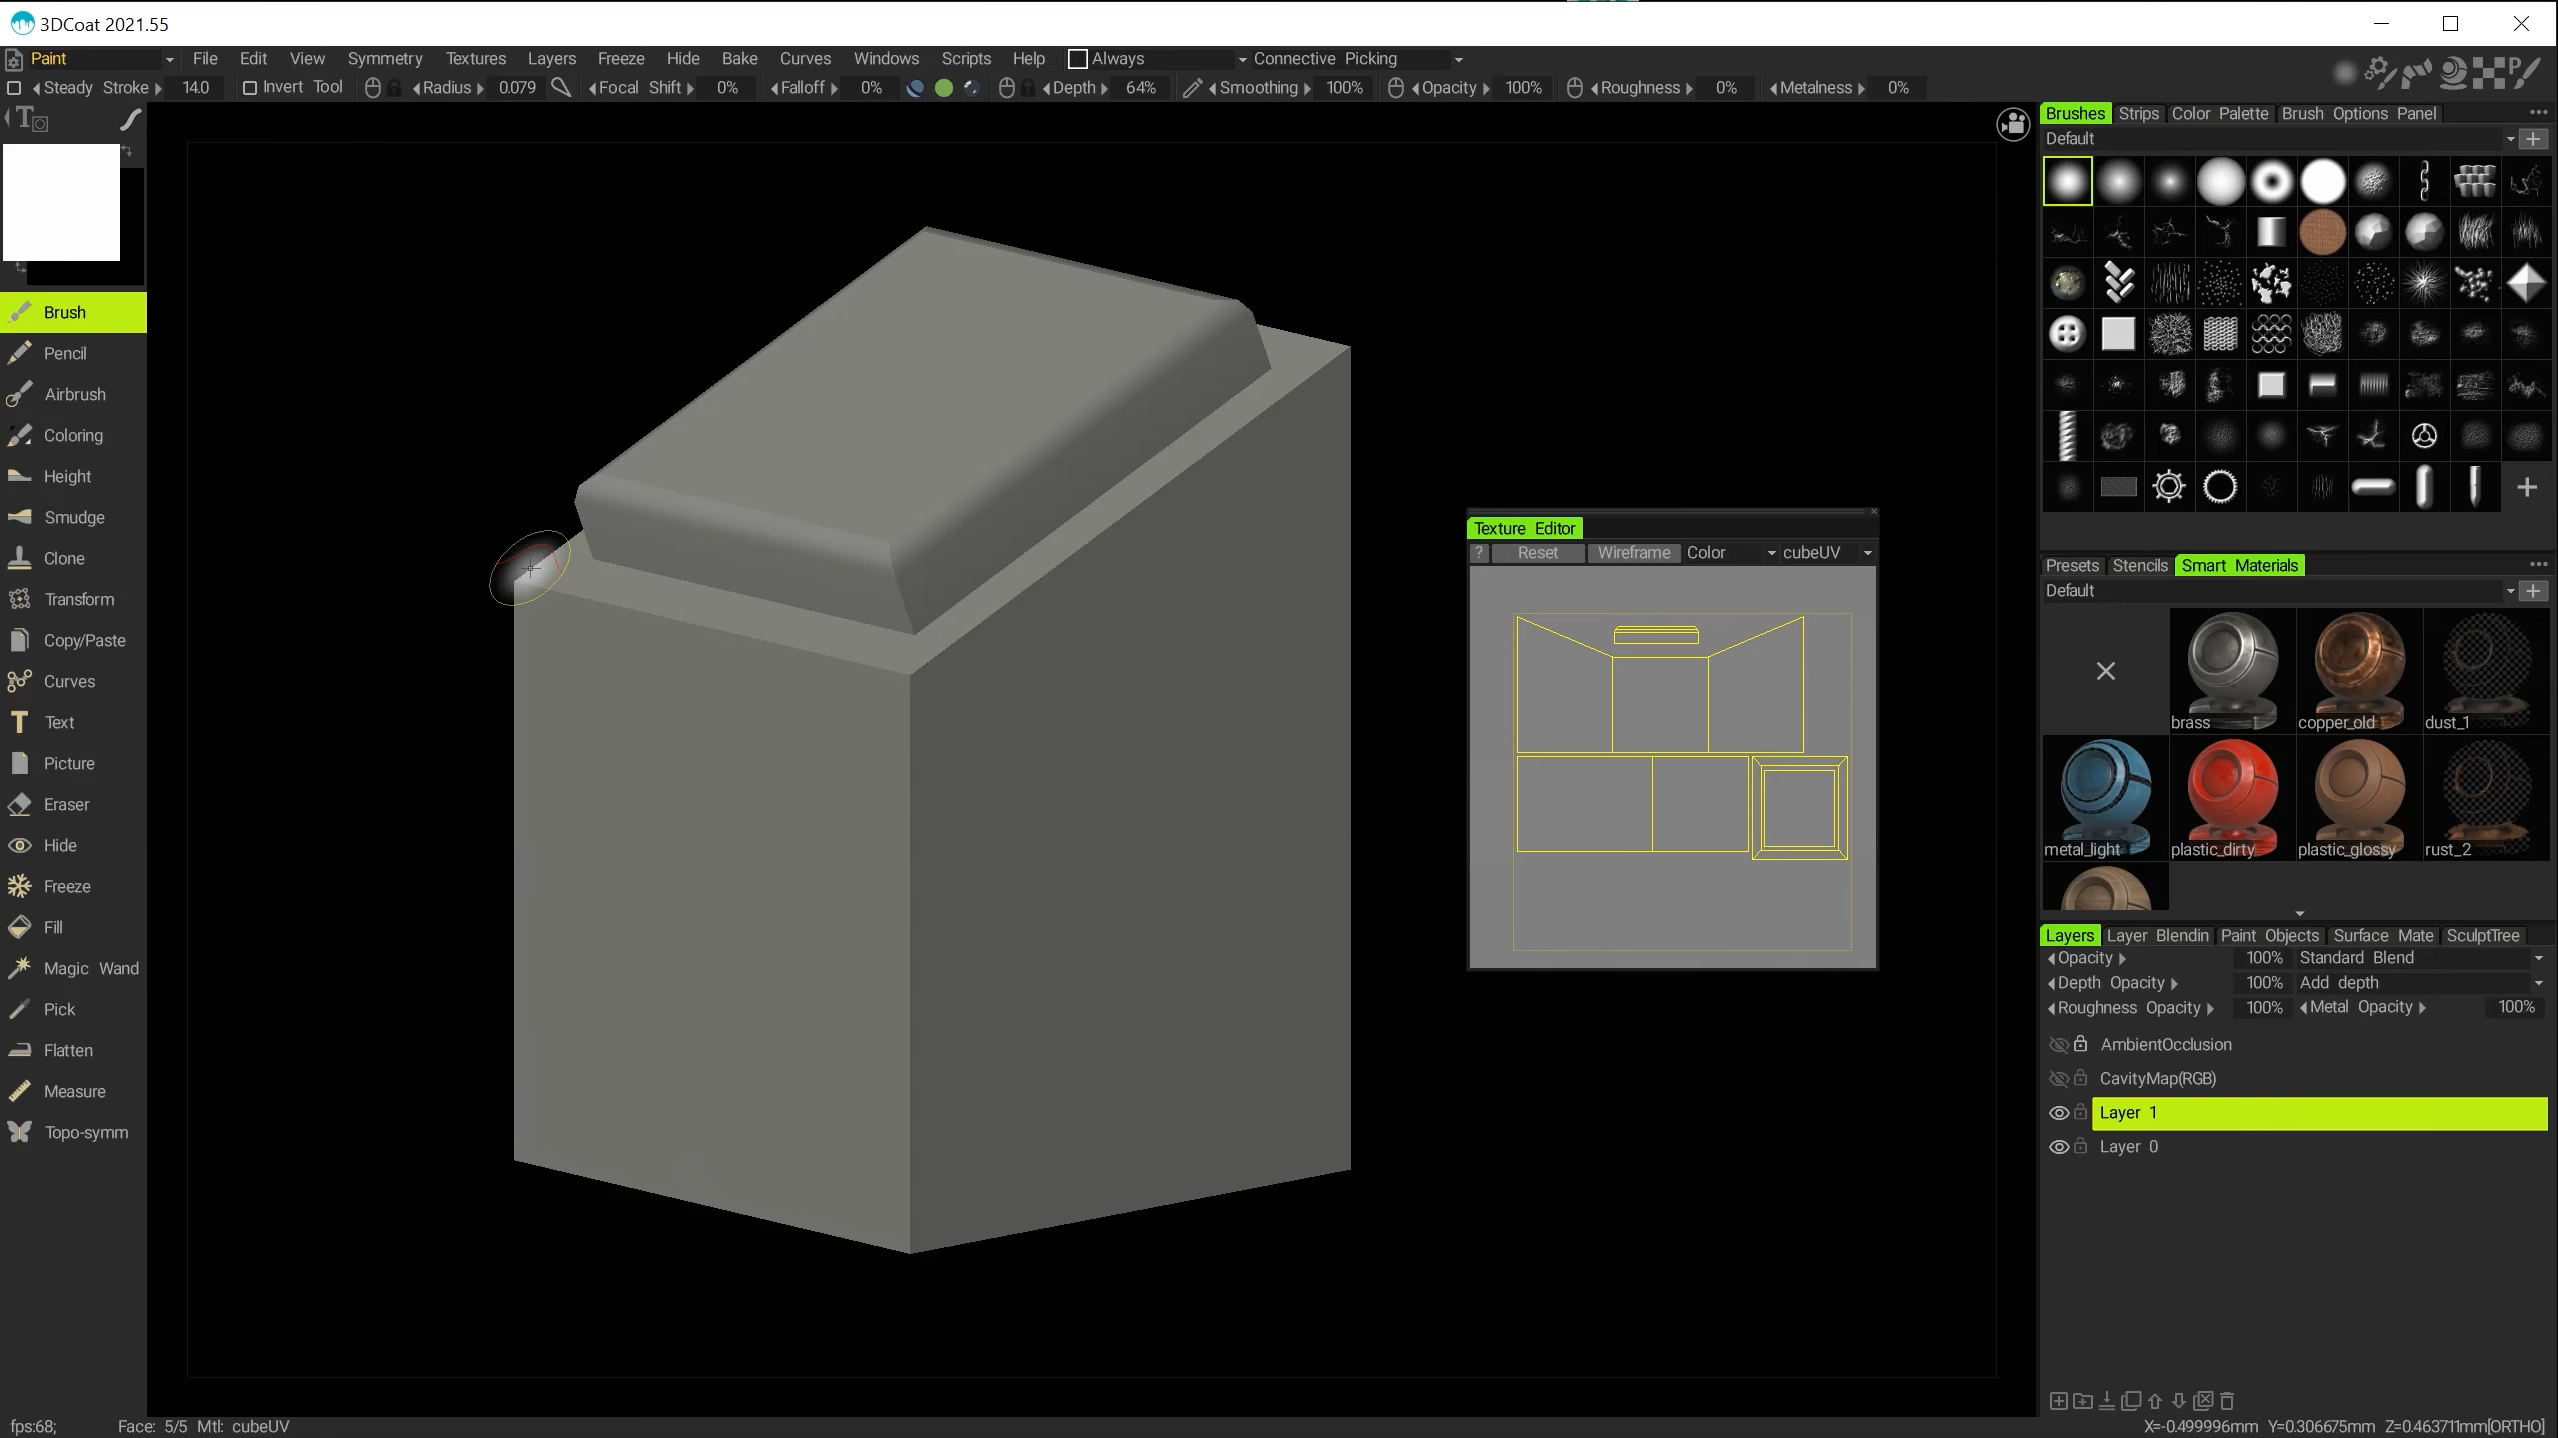 3DCoat 2021.55
Paint File Edit View Symmetry Textures Layers Freeze Hide Bake Curves Windows Scripts Help Always Connective Picking
Steady Stroke 14.0 Invert Tool Radius 0.079 Focal Shift 0% Falloff 0% Depth 64% Smoothing 100% Opacity 100% Roughness 0% Metalness 0%
Brush
Pencil
Airbrush
Coloring
Height
Smudge
Clone
Transform
Copy/Paste
Curves
Text
Picture
Eraser
Hide
Freeze
Fill
Magic Wand
Pick
Flatten
Measure
Topo-symm
Texture Editor
? Reset Wireframe Color cubeUV
Brushes Strips Color Palette Brush Options Panel
Default
Presets Stencils Smart Materials
Default
brass copper_old dust_1
metal_light plastic_dirty plastic_glossy rust_2
Layers Layer Blendin Paint Objects Surface Mate SculptTree
Opacity 100% Standard Blend
Depth Opacity 100% Add depth
Roughness Opacity 100% Metal Opacity 100%
AmbientOcclusion
CavityMap(RGB)
Layer 1
Layer 0
fps:68; Face: 5/5 Mtl: cubeUV X=-0.499996mm Y=0.306675mm Z=0.463711mm[ORTHO]